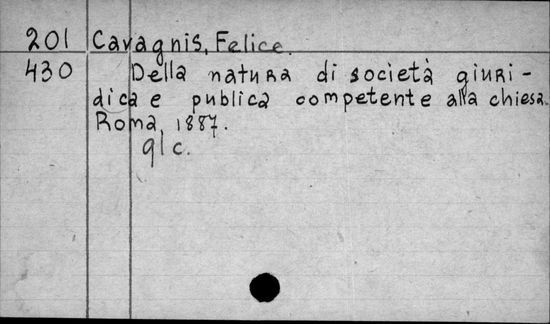 201 Cavagnis, Felice.
430 Della natura di società giuri-
dica e publica competente alla chiesa.
Roma, 1887.
91 c.